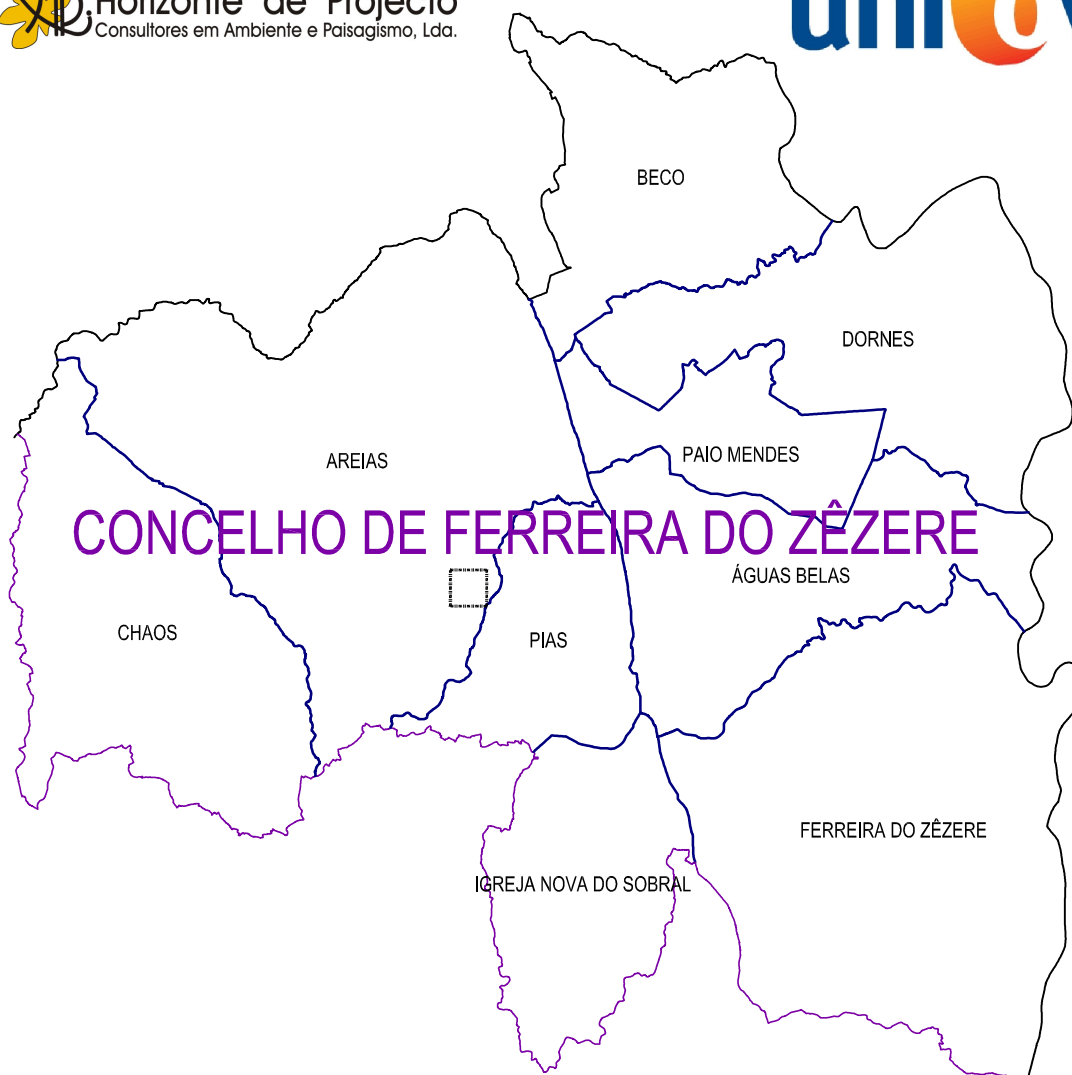 Horizonte de Projecto
Consultores em Ambiente e Paisagismo, Lda.
BECO
DORNES
AREIAS
PAIO MENDES
CONCELHO DE FERREIRA DO ZÊZERE
ÁGUAS BELAS
CHAOS
PIAS
FERREIRA DO ZÊZERE
IGREJA NOVA DO SOBRAL